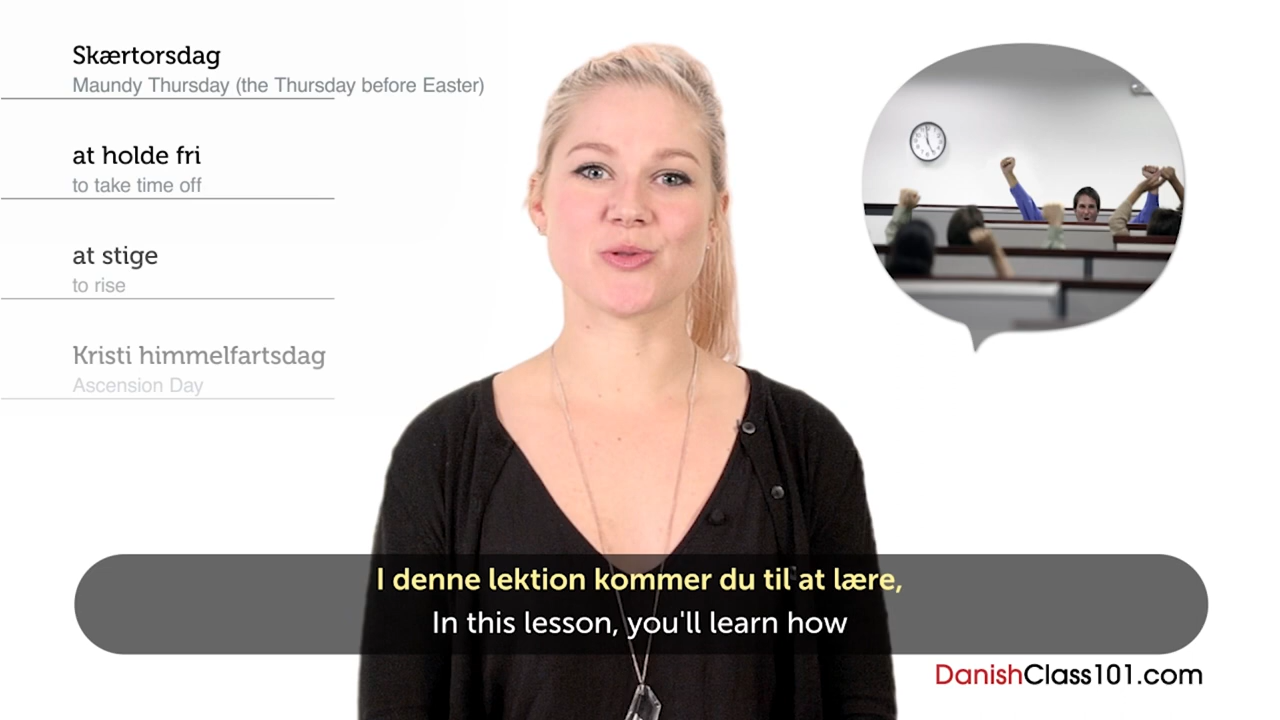 Skærtorsdag
Maundy Thursday (the Thursday before Easter)
at holde fri
to take time off
at stige
to rise
Kristi himmelfartsdag
Ascension Day
I denne lektion kommer du til at lære,
In this lesson, you'll learn how
DanishClass101.com